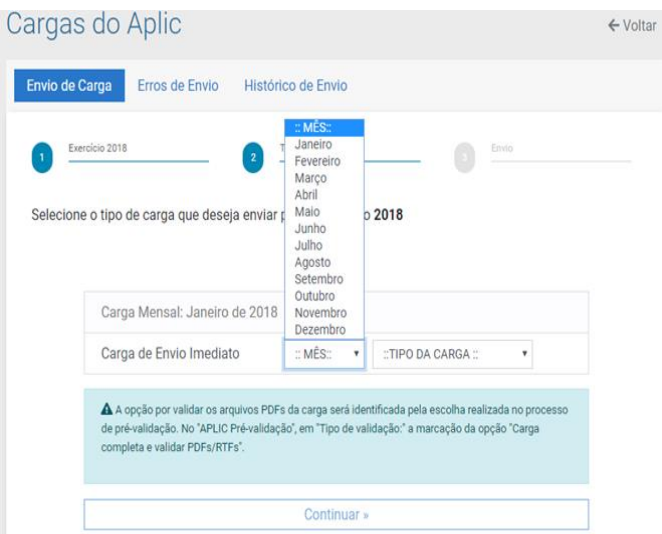 Cargas do Aplic
← Voltar
Envio de Carga Erros de Envio Histórico de Envio
1 Exercício 2018 2 T 3 Envio
:: MÊS::
Janeiro
Fevereiro
Março
Abril
Maio
Junho
Julho
Agosto
Setembro
Outubro
Novembro
Dezembro
Selecione o tipo de carga que deseja enviar p o 2018
Carga Mensal: Janeiro de 2018
Carga de Envio Imediato :: MÊS:: ::TIPO DA CARGA ::
A opção por validar os arquivos PDFs da carga será identificada pela escolha realizada no processo
de pré-validação. No "APLIC Pré-validação", em "Tipo de validação:" a marcação da opção "Carga
completa e validar PDFs/RTFs".
Continuar »